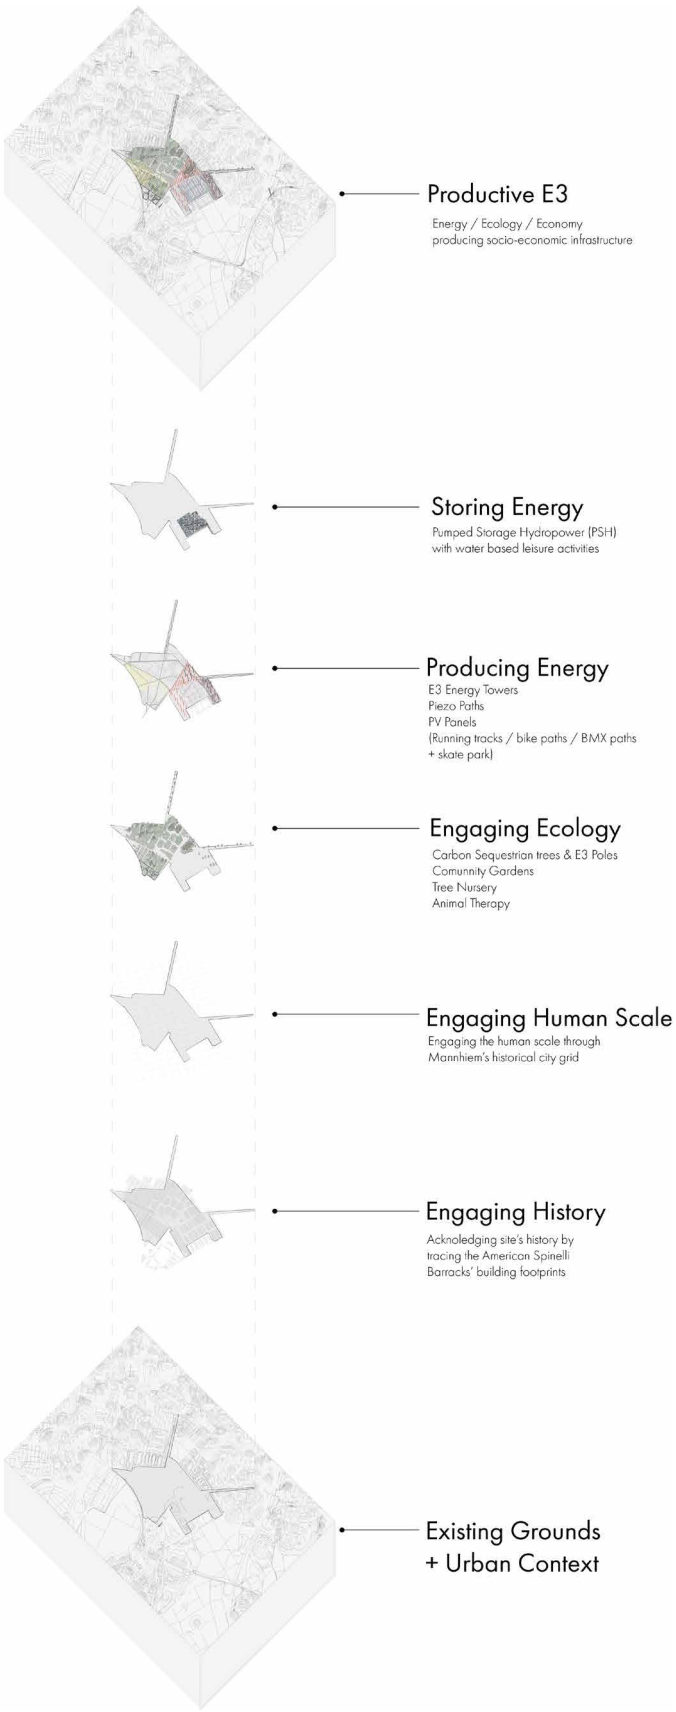 Productive E3
Energy / Ecology / Economy
producing socio-economic infrastructure
Storing Energy
Pumped Storage Hydropower (PSH)
with water based leisure activities
Producing Energy
E3 Energy Towers
Piezo Paths
PV Panels
(Running tracks / bike paths / BMX paths
+ skate park)
Engaging Ecology
Carbon Sequestrian trees & E3 Poles
Comunnity Gardens
Tree Nursery
Animal Therapy
Engaging Human Scale
Engaging the human scale through
Mannhiem's historical city grid
Engaging History
Acknoledging site's history by
tracing the American Spinelli
Barracks' building footprints
Existing Grounds
+ Urban Context